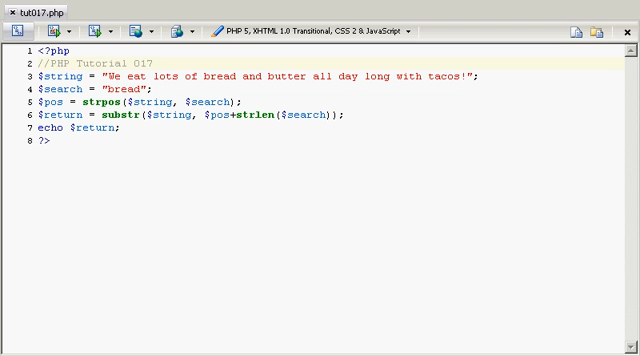 tut017.php
PHP 5, XHTML 1.0 Transitional, CSS 2 & JavaScript
1 <?php
2 //PHP Tutorial 017
3 $string = "We eat lots of bread and butter all day long with tacos!";
4 $search = "bread";
5 $pos = strpos($string, $search);
6 $return = substr($string, $pos+strlen($search));
7 echo $return;
8 ?>